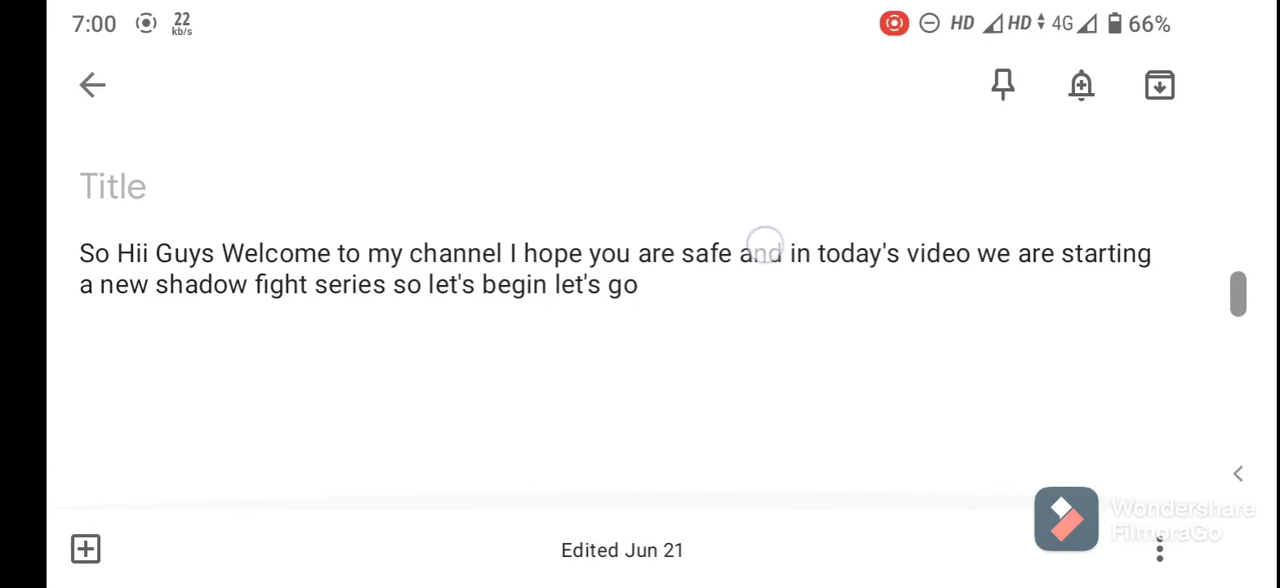 7:00 22 HD HD 4G 66%
kb/s
Title
So Hii Guys Welcome to my channel I hope you are safe and in today's video we are starting
a new shadow fight series so let's begin let's go
Wondershare
FilmoraGo
Edited Jun 21